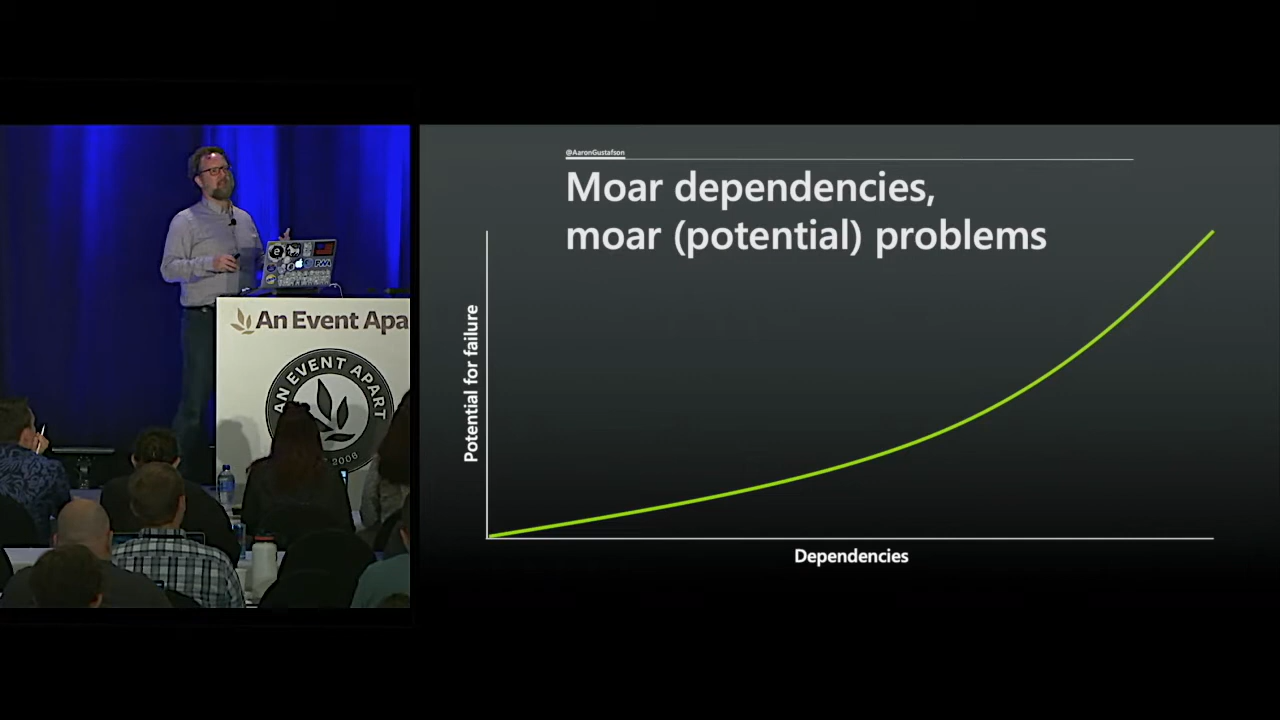 @AaronGustafson
Moar dependencies,
moar (potential) problems
Potential for failure
Dependencies
An Event Apa
AN EVENT APART
2006